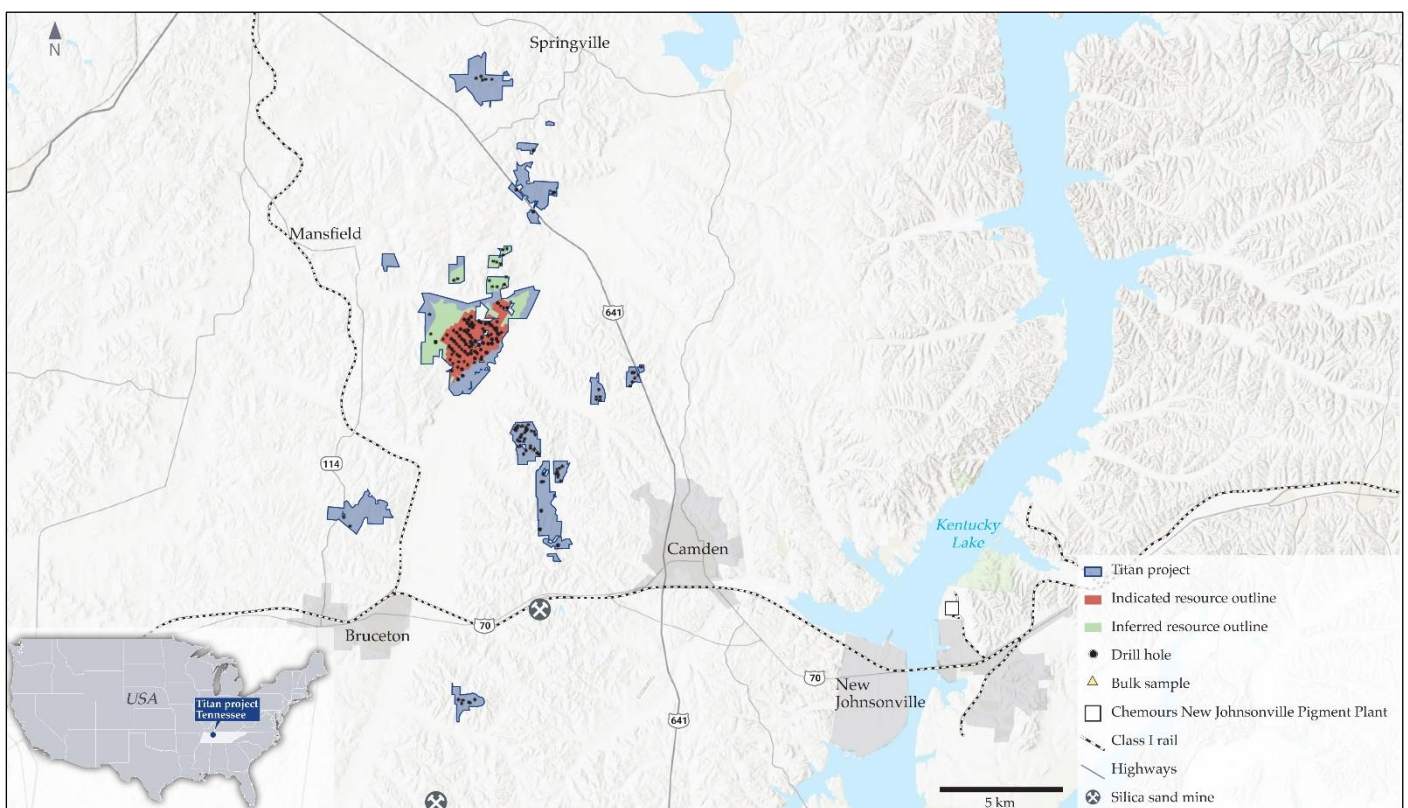 N
Springville
Mansfield
641
114
Camden
Kentucky
Lake
Bruceton
70
New
Johnsonville
70
641
USA
Titan project
Tennessee
Titan project
Indicated resource outline
Inferred resource outline
Drill hole
Bulk sample
Chemours New Johnsonville Pigment Plant
Class I rail
Highways
Silica sand mine
5 km